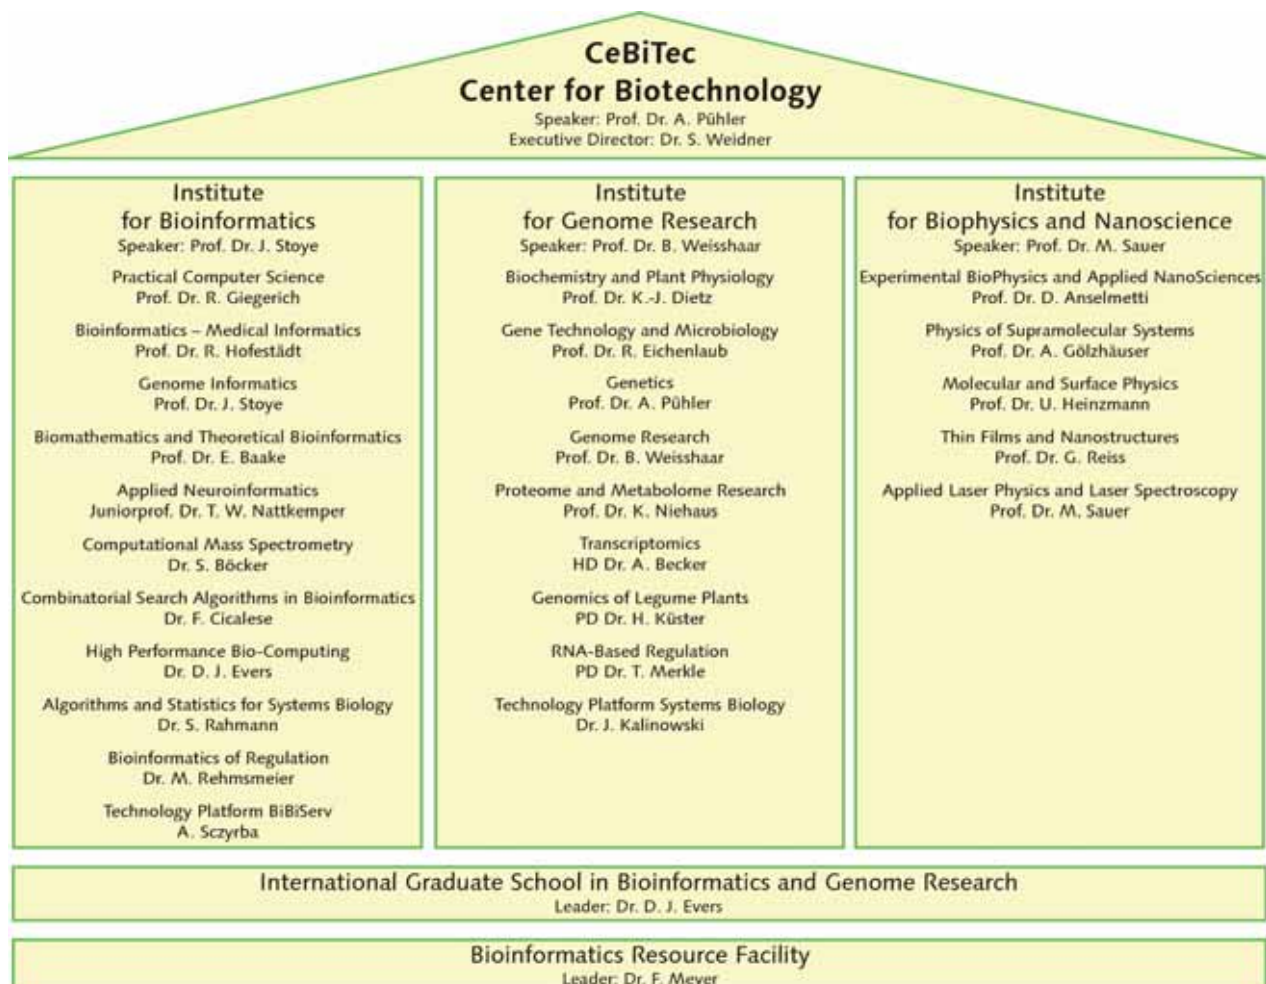 CeBiTec
Center for Biotechnology
Speaker: Prof. Dr. A. Pühler
Executive Director: Dr. S. Weidner
Institute
for Bioinformatics
Speaker: Prof. Dr. J. Stoye
Practical Computer Science
Prof. Dr. R. Giegerich
Bioinformatics – Medical Informatics
Prof. Dr. R. Hofestädt
Genome Informatics
Prof. Dr. J. Stoye
Biomathematics and Theoretical Bioinformatics
Prof. Dr. E. Baake
Applied Neuroinformatics
Juniorprof. Dr. T. W. Nattkemper
Computational Mass Spectrometry
Dr. S. Böcker
Combinatorial Search Algorithms in Bioinformatics
Dr. F. Cicalese
High Performance Bio-Computing
Dr. D. J. Evers
Algorithms and Statistics for Systems Biology
Dr. S. Rahmann
Bioinformatics of Regulation
Dr. M. Rehmsmeier
Technology Platform BiBiServ
A. Sczyrba
Institute
for Genome Research
Speaker: Prof. Dr. B. Weisshaar
Biochemistry and Plant Physiology
Prof. Dr. K.-J. Dietz
Gene Technology and Microbiology
Prof. Dr. R. Eichenlaub
Genetics
Prof. Dr. A. Pühler
Genome Research
Prof. Dr. B. Weisshaar
Proteome and Metabolome Research
Prof. Dr. K. Niehaus
Transcriptomics
HD Dr. A. Becker
Genomics of Legume Plants
PD Dr. H. Küster
RNA-Based Regulation
PD Dr. T. Merkle
Technology Platform Systems Biology
Dr. J. Kalinowski
Institute
for Biophysics and Nanoscience
Speaker: Prof. Dr. M. Sauer
Experimental BioPhysics and Applied NanoSciences
Prof. Dr. D. Anselmetti
Physics of Supramolecular Systems
Prof. Dr. A. Gölzhäuser
Molecular and Surface Physics
Prof. Dr. U. Heinzmann
Thin Films and Nanostructures
Prof. Dr. G. Reiss
Applied Laser Physics and Laser Spectroscopy
Prof. Dr. M. Sauer
International Graduate School in Bioinformatics and Genome Research
Leader: Dr. D. J. Evers
Bioinformatics Resource Facility
Leader: Dr. F. Meyer